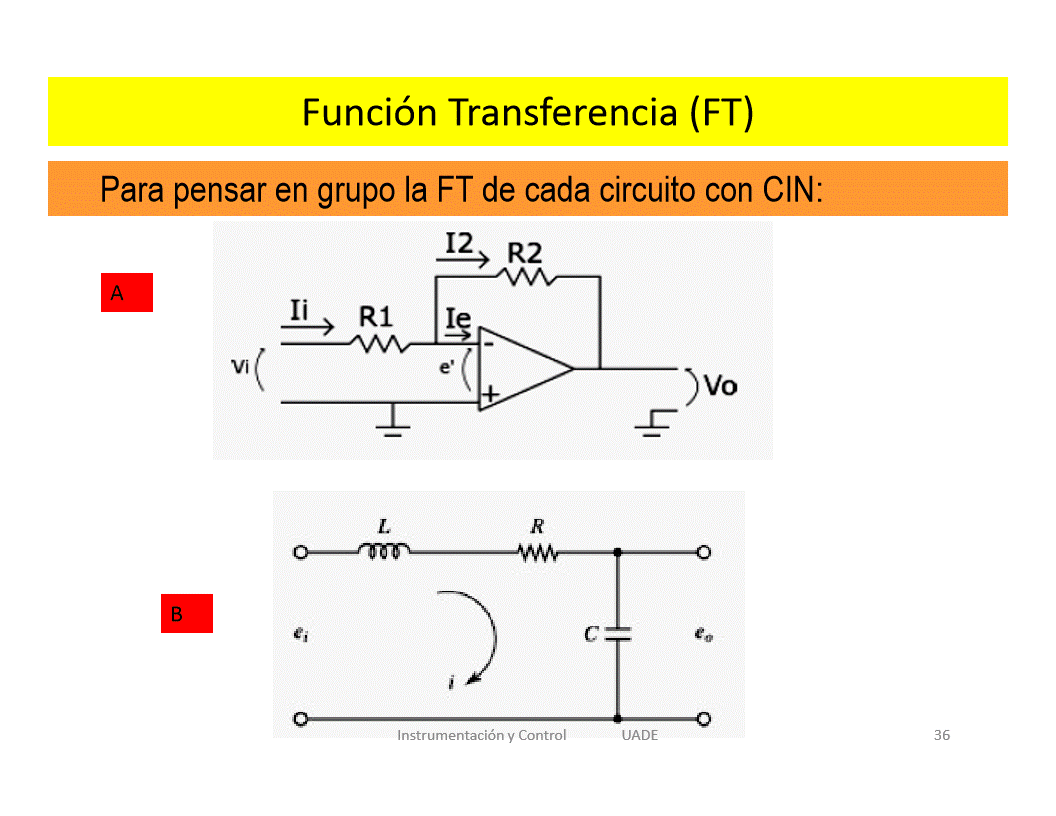 Función Transferencia (FT)
Para pensar en grupo la FT de cada circuito con CIN:
A
I2
R2
Ii
R1
Ie
Vi
e'
-
+
Vo
B
L
R
e_i
C
e_o
i
Instrumentación y Control UADE 36